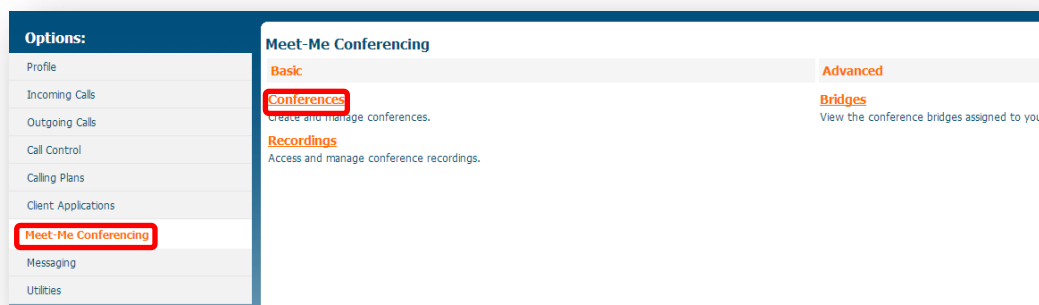 Options:
Profile
Incoming Calls
Outgoing Calls
Call Control
Calling Plans
Client Applications
Meet-Me Conferencing
Messaging
Utilities
Meet-Me Conferencing
Basic
Conferences
Create and manage conferences.
Recordings
Access and manage conference recordings.
Advanced
Bridges
View the conference bridges assigned to